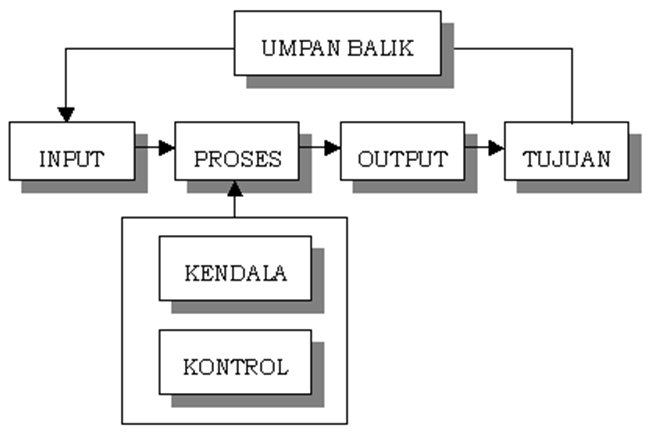 UMPAN BALIK
INPUT
PROSES
OUTPUT
TUJUAN
KENDALA
KONTROL